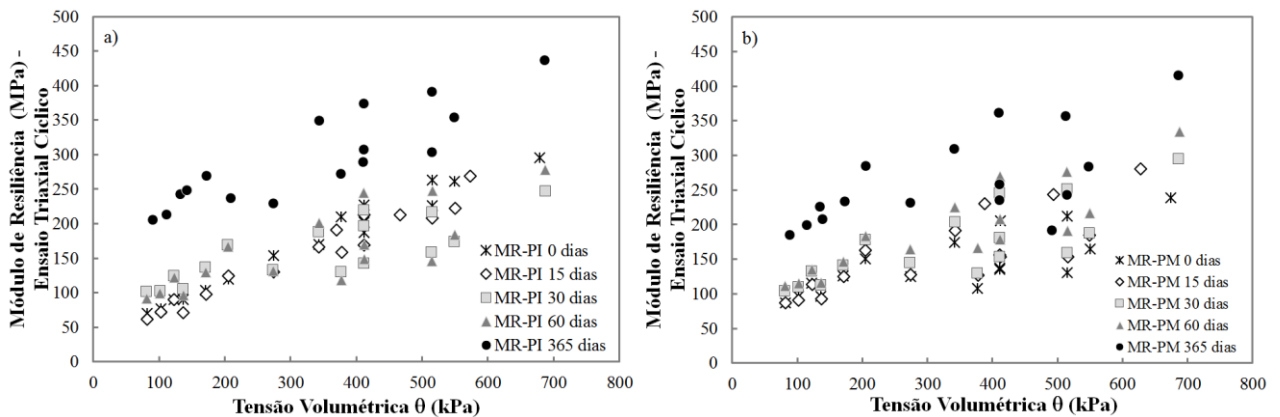 a)
Módulo de Resiliência (MPa) -
Ensaio Triaxial Cíclico
500
450
400
350
300
250
200
150
100
50
0
MR-PI 0 dias
MR-PI 15 dias
MR-PI 30 dias
MR-PI 60 dias
MR-PI 365 dias
0 100 200 300 400 500 600 700 800
Tensão Volumétrica θ (kPa)
b)
Módulo de Resiliência (MPa) -
Ensaio Triaxial Cíclico
500
450
400
350
300
250
200
150
100
50
0
MR-PM 0 dias
MR-PM 15 dias
MR-PM 30 dias
MR-PM 60 dias
MR-PM 365 dias
0 100 200 300 400 500 600 700 800
Tensão Volumétrica θ (kPa)